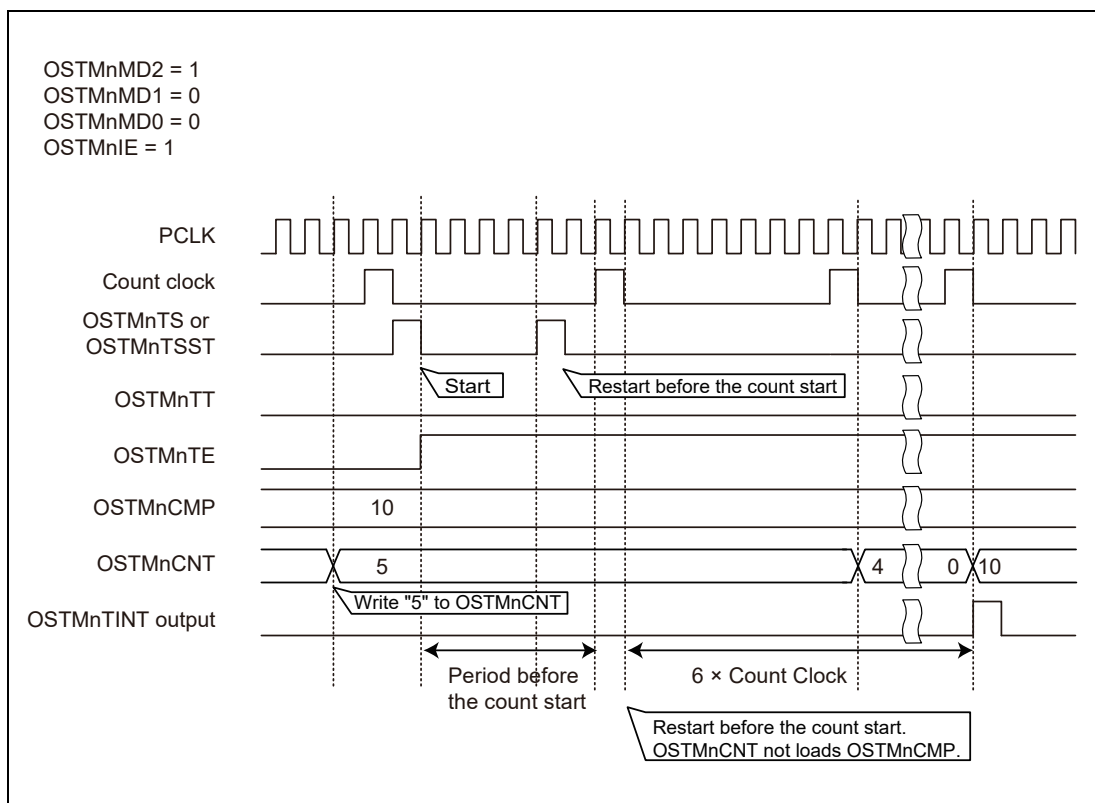 OSTMnMD2 = 1
OSTMnMD1 = 0
OSTMnMD0 = 0
OSTMnIE = 1
PCLK
Count clock
OSTMnTS or
OSTMnTSST
Start
Restart before the count start
OSTMnTT
OSTMnTE
OSTMnCMP
10
OSTMnCNT
5
4
0
10
Write "5" to OSTMnCNT
OSTMnTINT output
Period before
the count start
6 × Count Clock
Restart before the count start.
OSTMnCNT not loads OSTMnCMP.